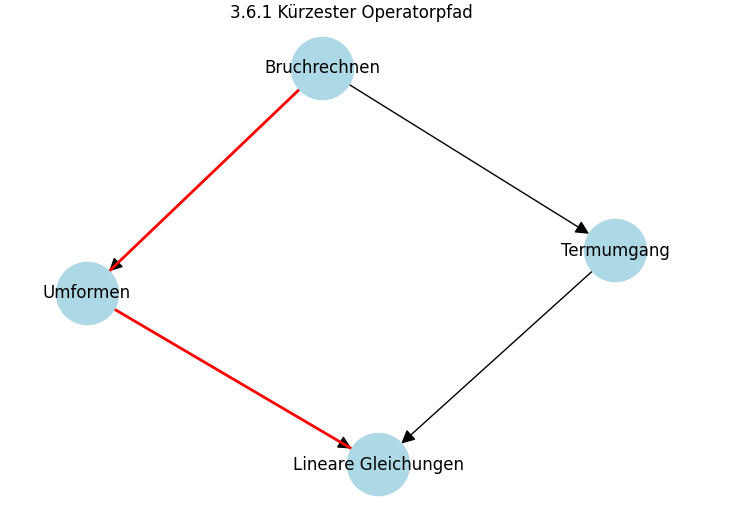 3.6.1 Kürzester Operatorpfad
Bruchrechnen
Termumgang
Umformen
Lineare Gleichungen